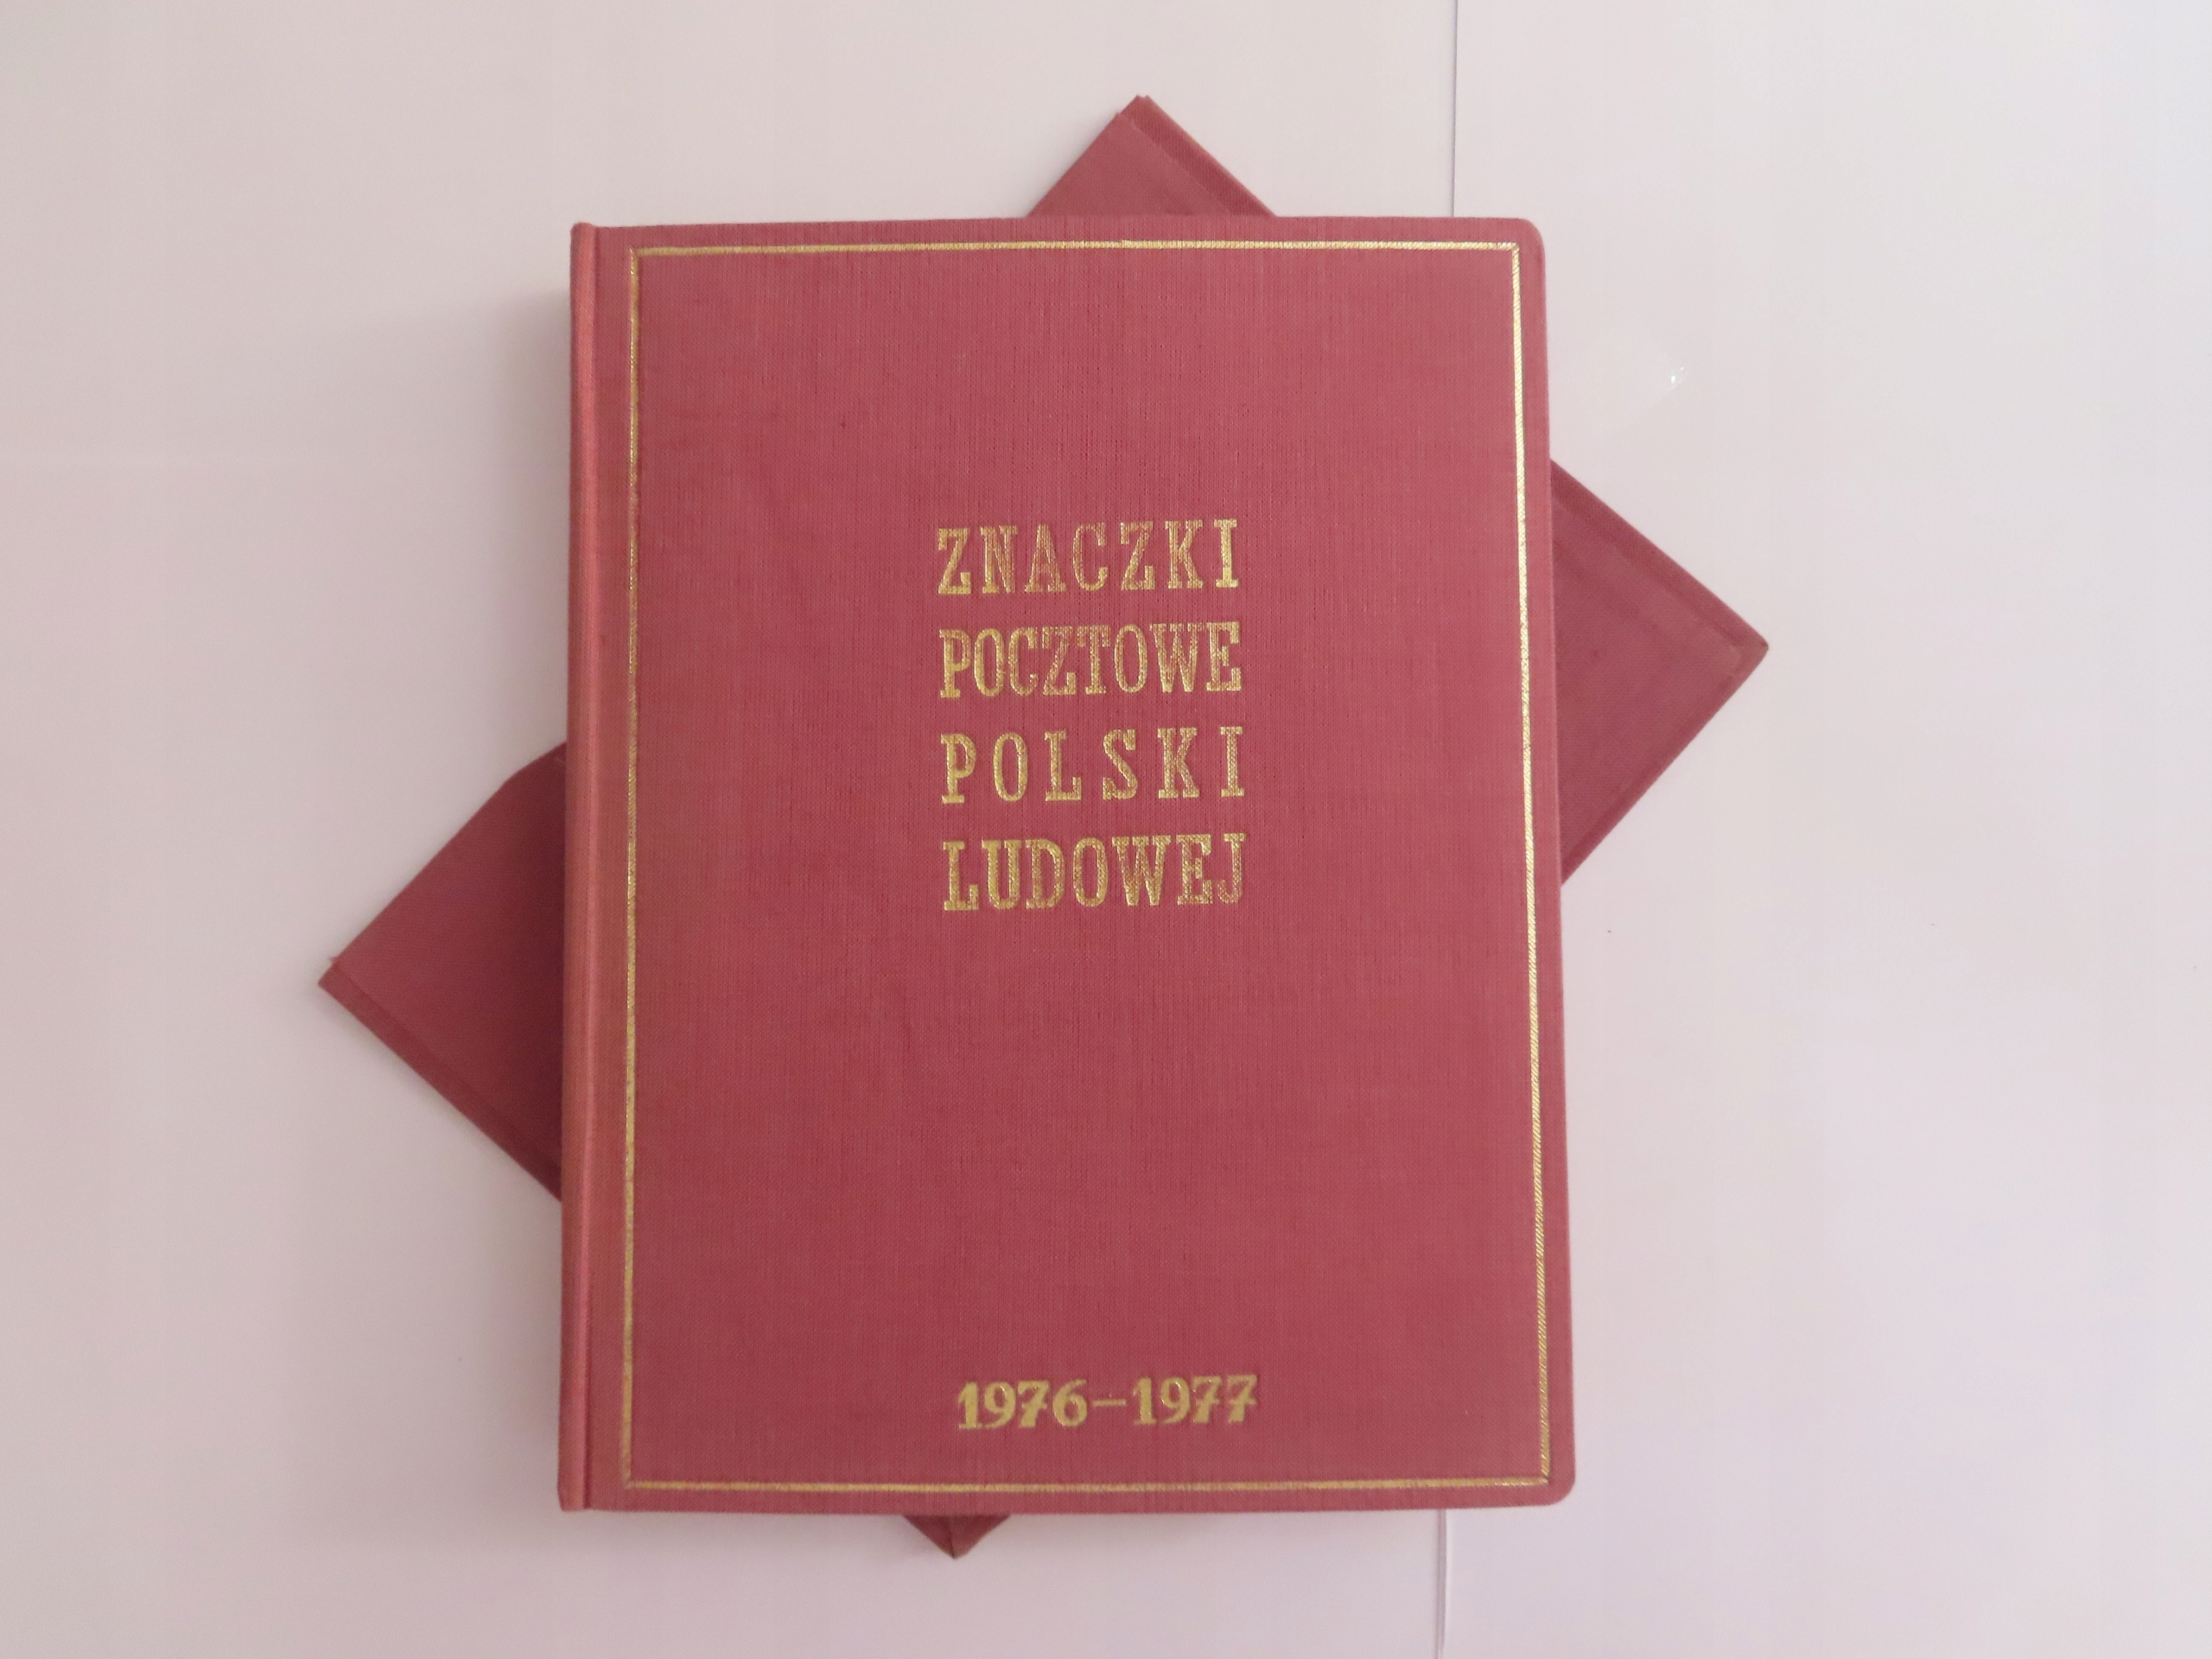 ZNACZKI
POCZTOWE
POLSKI
LUDOWEJ
1976–1977